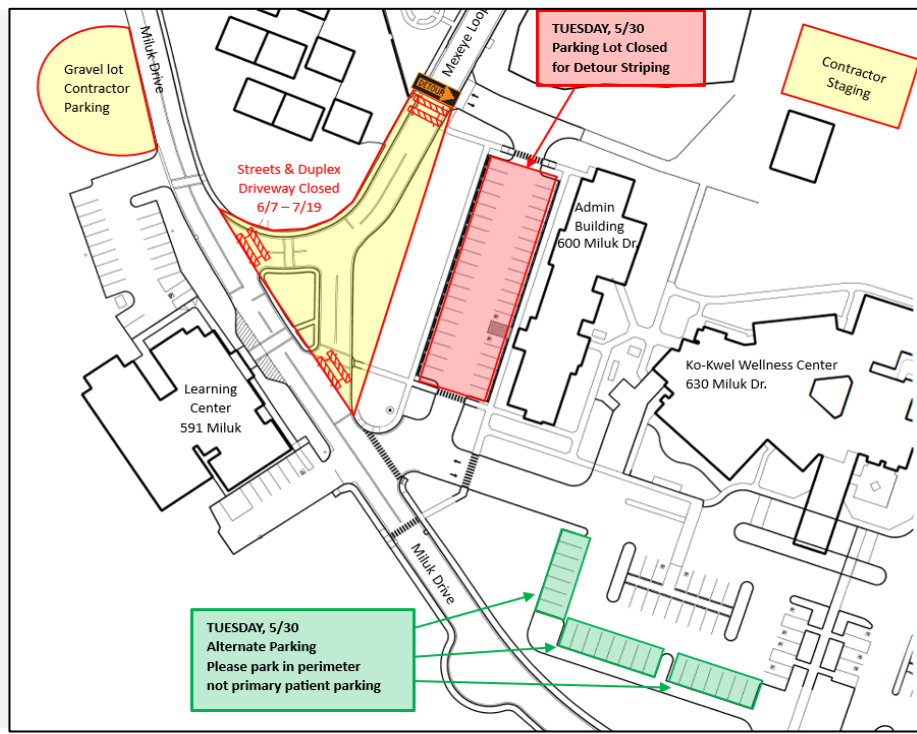 Miluk Drive
Gravel lot
Contractor
Parking
Mexeye Loop
DETOUR
TUESDAY, 5/30
Parking Lot Closed
for Detour Striping
Contractor
Staging
Streets & Duplex
Driveway Closed
6/7 – 7/19
Admin
Building
600 Miluk Dr.
Ko-Kwel Wellness Center
630 Miluk Dr.
Learning
Center
591 Miluk
Miluk Drive
TUESDAY, 5/30
Alternate Parking
Please park in perimeter
not primary patient parking